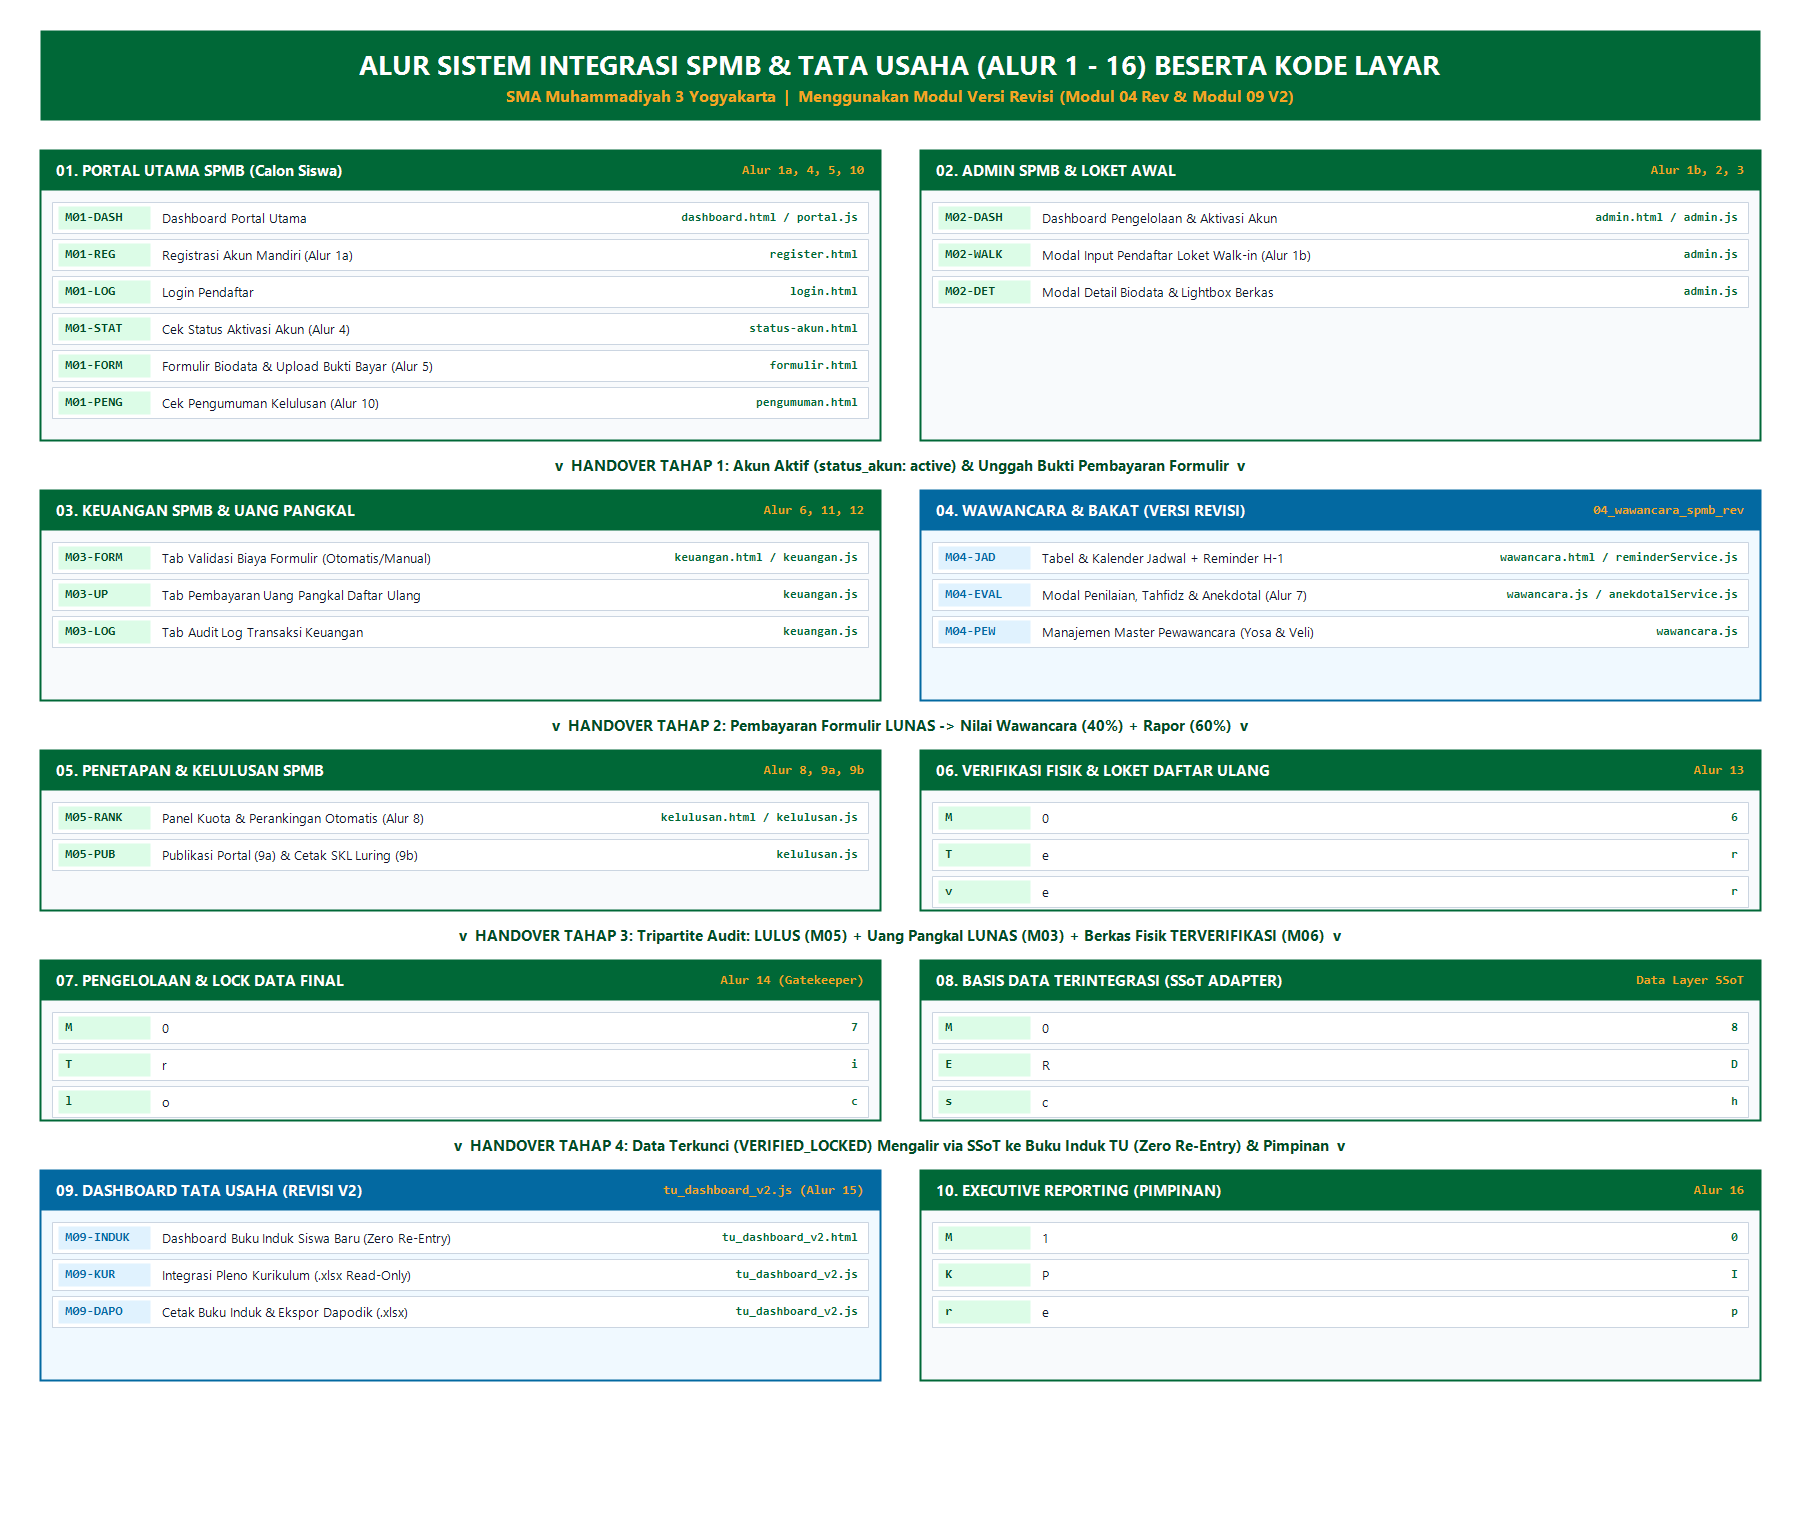 ALUR SISTEM INTEGRASI SPMB & TATA USAHA (ALUR 1 - 16) BESERTA KODE LAYAR
SMA Muhammadiyah 3 Yogyakarta | Menggunakan Modul Versi Revisi (Modul 04 Rev & Modul 09 V2)
01. PORTAL UTAMA SPMB (Calon Siswa) Alur 1a, 4, 5, 10
M01-DASH Dashboard Portal Utama dashboard.html / portal.js
M01-REG Registrasi Akun Mandiri (Alur 1a) register.html
M01-LOG Login Pendaftar login.html
M01-STAT Cek Status Aktivasi Akun (Alur 4) status-akun.html
M01-FORM Formulir Biodata & Upload Bukti Bayar (Alur 5) formulir.html
M01-PENG Cek Pengumuman Kelulusan (Alur 10) pengumuman.html
02. ADMIN SPMB & LOKET AWAL Alur 1b, 2, 3
M02-DASH Dashboard Pengelolaan & Aktivasi Akun admin.html / admin.js
M02-WALK Modal Input Pendaftar Loket Walk-in (Alur 1b) admin.js
M02-DET Modal Detail Biodata & Lightbox Berkas admin.js
v HANDOVER TAHAP 1: Akun Aktif (status_akun: active) & Unggah Bukti Pembayaran Formulir v
03. KEUANGAN SPMB & UANG PANGKAL Alur 6, 11, 12
M03-FORM Tab Validasi Biaya Formulir (Otomatis/Manual) keuangan.html / keuangan.js
M03-UP Tab Pembayaran Uang Pangkal Daftar Ulang keuangan.js
M03-LOG Tab Audit Log Transaksi Keuangan keuangan.js
04. WAWANCARA & BAKAT (VERSI REVISI) 04_wawancara_spmb_rev
M04-JAD Tabel & Kalender Jadwal + Reminder H-1 wawancara.html / reminderService.js
M04-EVAL Modal Penilaian, Tahfidz & Anekdotal (Alur 7) wawancara.js / anekdotalService.js
M04-PEW Manajemen Master Pewawancara (Yosa & Veli) wawancara.js
v HANDOVER TAHAP 2: Pembayaran Formulir LUNAS -> Nilai Wawancara (40%) + Rapor (60%) v
05. PENETAPAN & KELULUSAN SPMB Alur 8, 9a, 9b
M05-RANK Panel Kuota & Perankingan Otomatis (Alur 8) kelulusan.html / kelulusan.js
M05-PUB Publikasi Portal (9a) & Cetak SKL Luring (9b) kelulusan.js
06. VERIFIKASI FISIK & LOKET DAFTAR ULANG Alur 13
M 0 6
T e r
v e r
v HANDOVER TAHAP 3: Tripartite Audit: LULUS (M05) + Uang Pangkal LUNAS (M03) + Berkas Fisik TERVERIFIKASI (M06) v
07. PENGELOLAAN & LOCK DATA FINAL Alur 14 (Gatekeeper)
M 0 7
T r i
l o c
08. BASIS DATA TERINTEGRASI (SSoT ADAPTER) Data Layer SSoT
M 0 8
E R D
s c h
v HANDOVER TAHAP 4: Data Terkunci (VERIFIED_LOCKED) Mengalir via SSoT ke Buku Induk TU (Zero Re-Entry) & Pimpinan v
09. DASHBOARD TATA USAHA (REVISI V2) tu_dashboard_v2.js (Alur 15)
M09-INDUK Dashboard Buku Induk Siswa Baru (Zero Re-Entry) tu_dashboard_v2.html
M09-KUR Integrasi Pleno Kurikulum (.xlsx Read-Only) tu_dashboard_v2.js
M09-DAPO Cetak Buku Induk & Ekspor Dapodik (.xlsx) tu_dashboard_v2.js
10. EXECUTIVE REPORTING (PIMPINAN) Alur 16
M 1 0
K P I
r e p